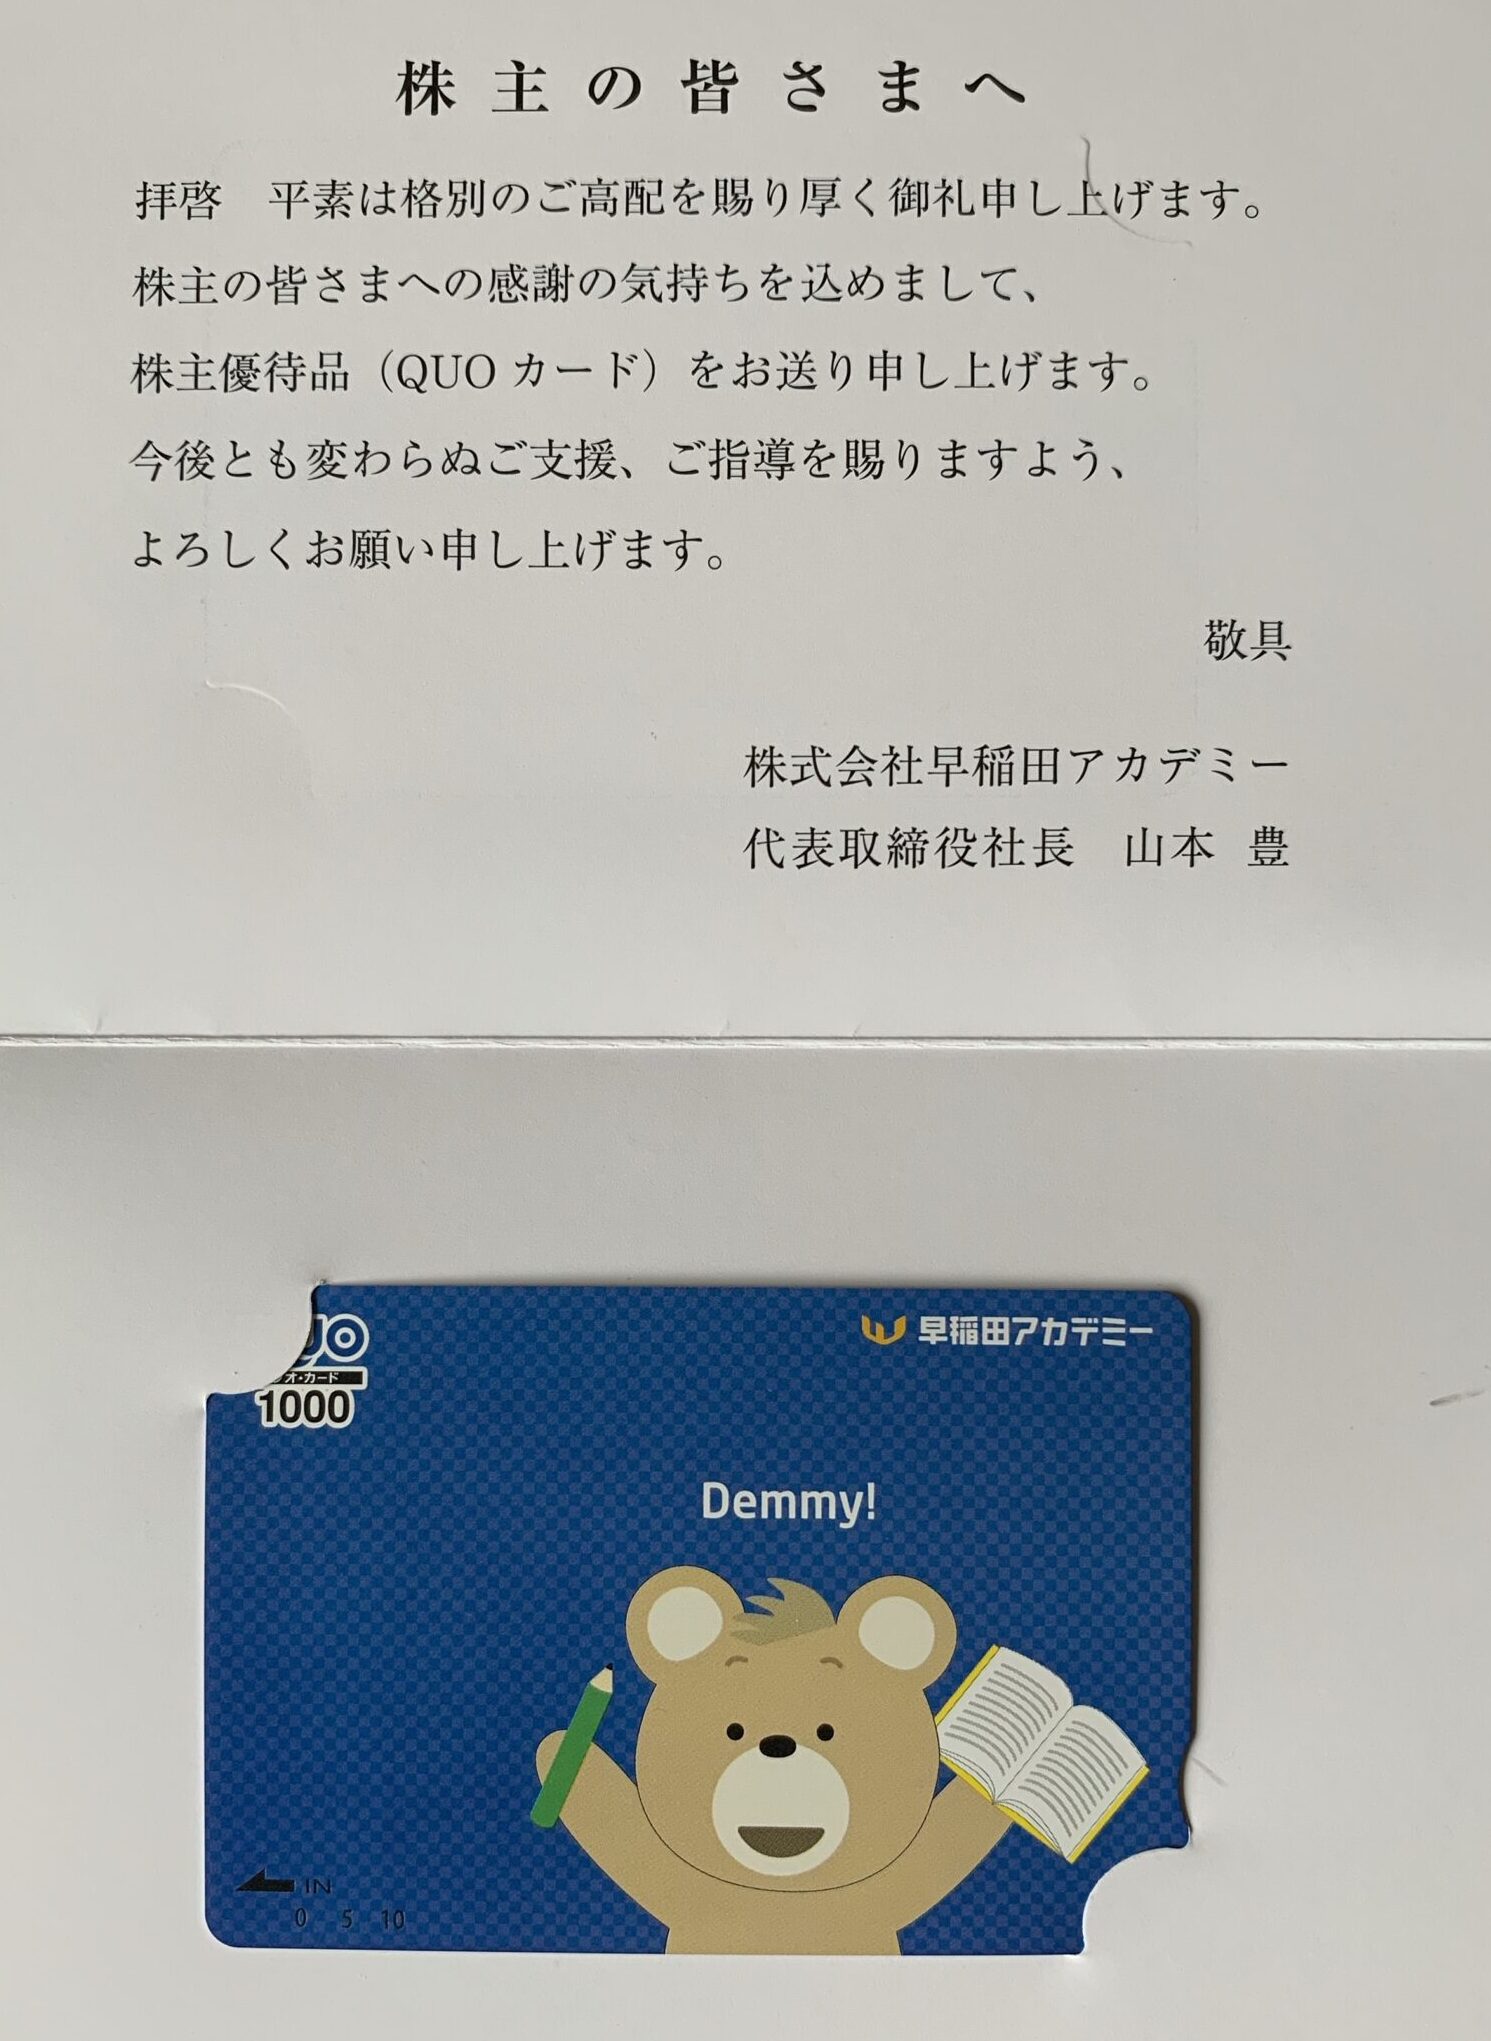 株主の皆さまへ
拝啓　平素は格別のご高配を賜り厚く御礼申し上げます。
株主の皆さまへの感謝の気持ちを込めまして、
株主優待品（QUO カード）をお送り申し上げます。
今後とも変わらぬご支援、ご指導を賜りますよう、
よろしくお願い申し上げます。
敬具
株式会社早稲田アカデミー
代表取締役社長　山本　豊
早稲田アカデミー
オ・カード
1000
Demmy!
IN
0 5 10